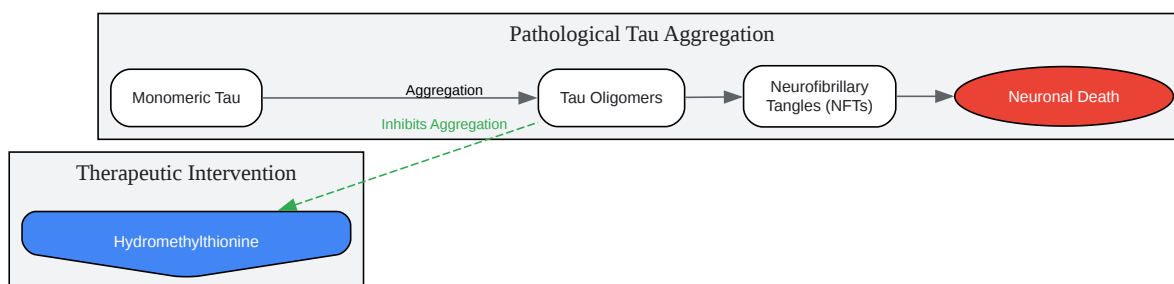 Pathological Tau Aggregation
Monomeric Tau
Aggregation
Tau Oligomers
Neurofibrillary
Tangles (NFTs)
Neuronal Death
Inhibits Aggregation
Therapeutic Intervention
Hydromethylthionine